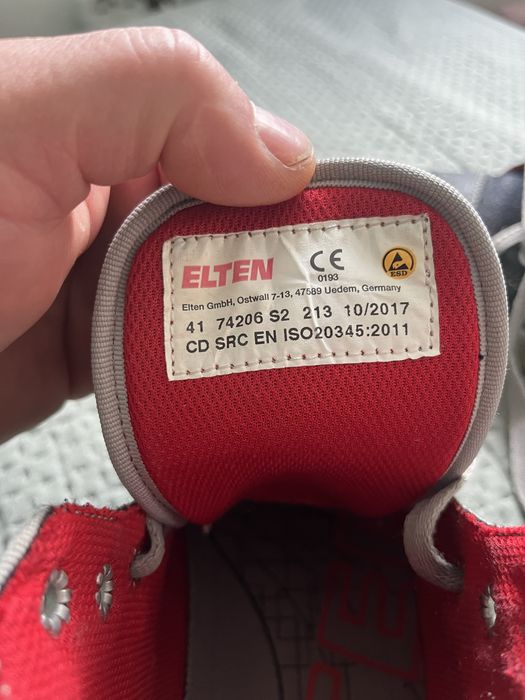 ELTEN CE ESD
0193
Elten GmbH, Ostwall 7-13, 47589 Uedem, Germany
41 74206 S2 213 10/2017
CD SRC EN ISO20345:2011